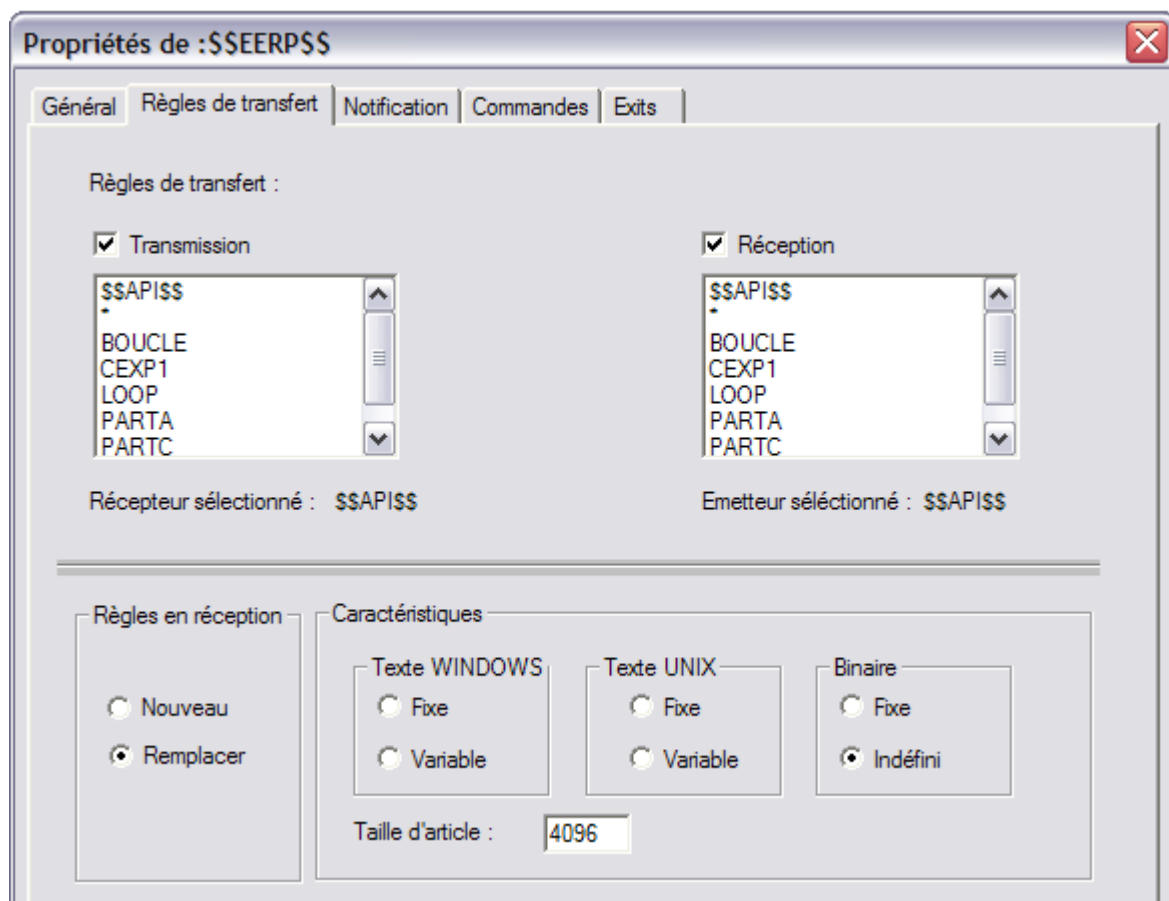 Propriétés de :$$EERP$$
Général Règles de transfert Notification Commandes Exits
Règles de transfert :
Transmission
$$API$$
*
BOUCLE
CEXP1
LOOP
PARTA
PARTC
Récepteur sélectionné : $$API$$
Réception
$$API$$
*
BOUCLE
CEXP1
LOOP
PARTA
PARTC
Emetteur séléctionné : $$API$$
Règles en réception
Nouveau
Remplacer
Caractéristiques
Texte WINDOWS
Fixe
Variable
Texte UNIX
Fixe
Variable
Binaire
Fixe
Indéfini
Taille d'article : 4096